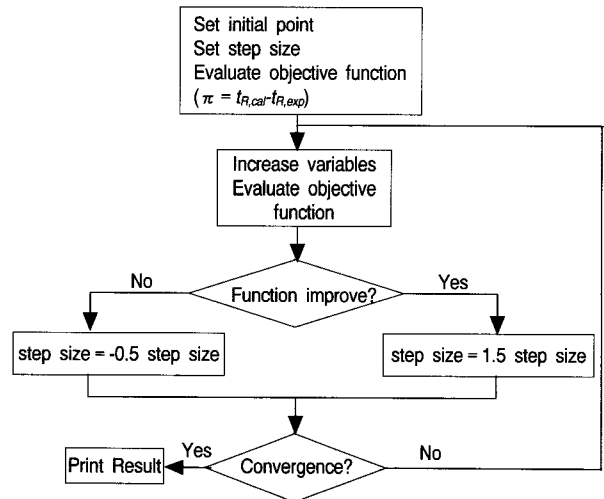 Set initial point
Set step size
Evaluate objective function
(π = tR,cal-tR,exp)
Increase variables
Evaluate objective
function
No
Function improve?
Yes
step size = -0.5 step size
step size = 1.5 step size
Print Result
Yes
Convergence?
No